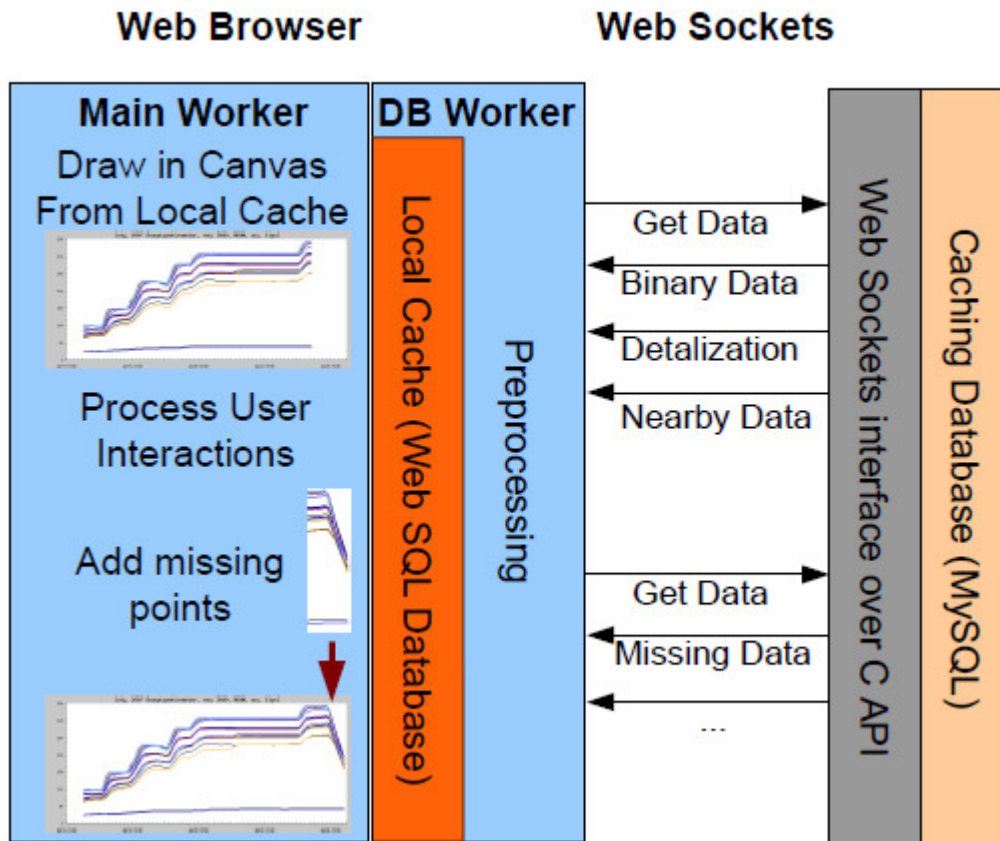 Web Browser
Web Sockets
Main Worker
Draw in Canvas
From Local Cache
Process User
Interactions
Add missing
points
DB Worker
Local Cache (Web SQL Database)
Preprocessing
Get Data
Binary Data
Detalization
Nearby Data
Get Data
Missing Data
...
Web Sockets interface over C API
Caching Database (MySQL)